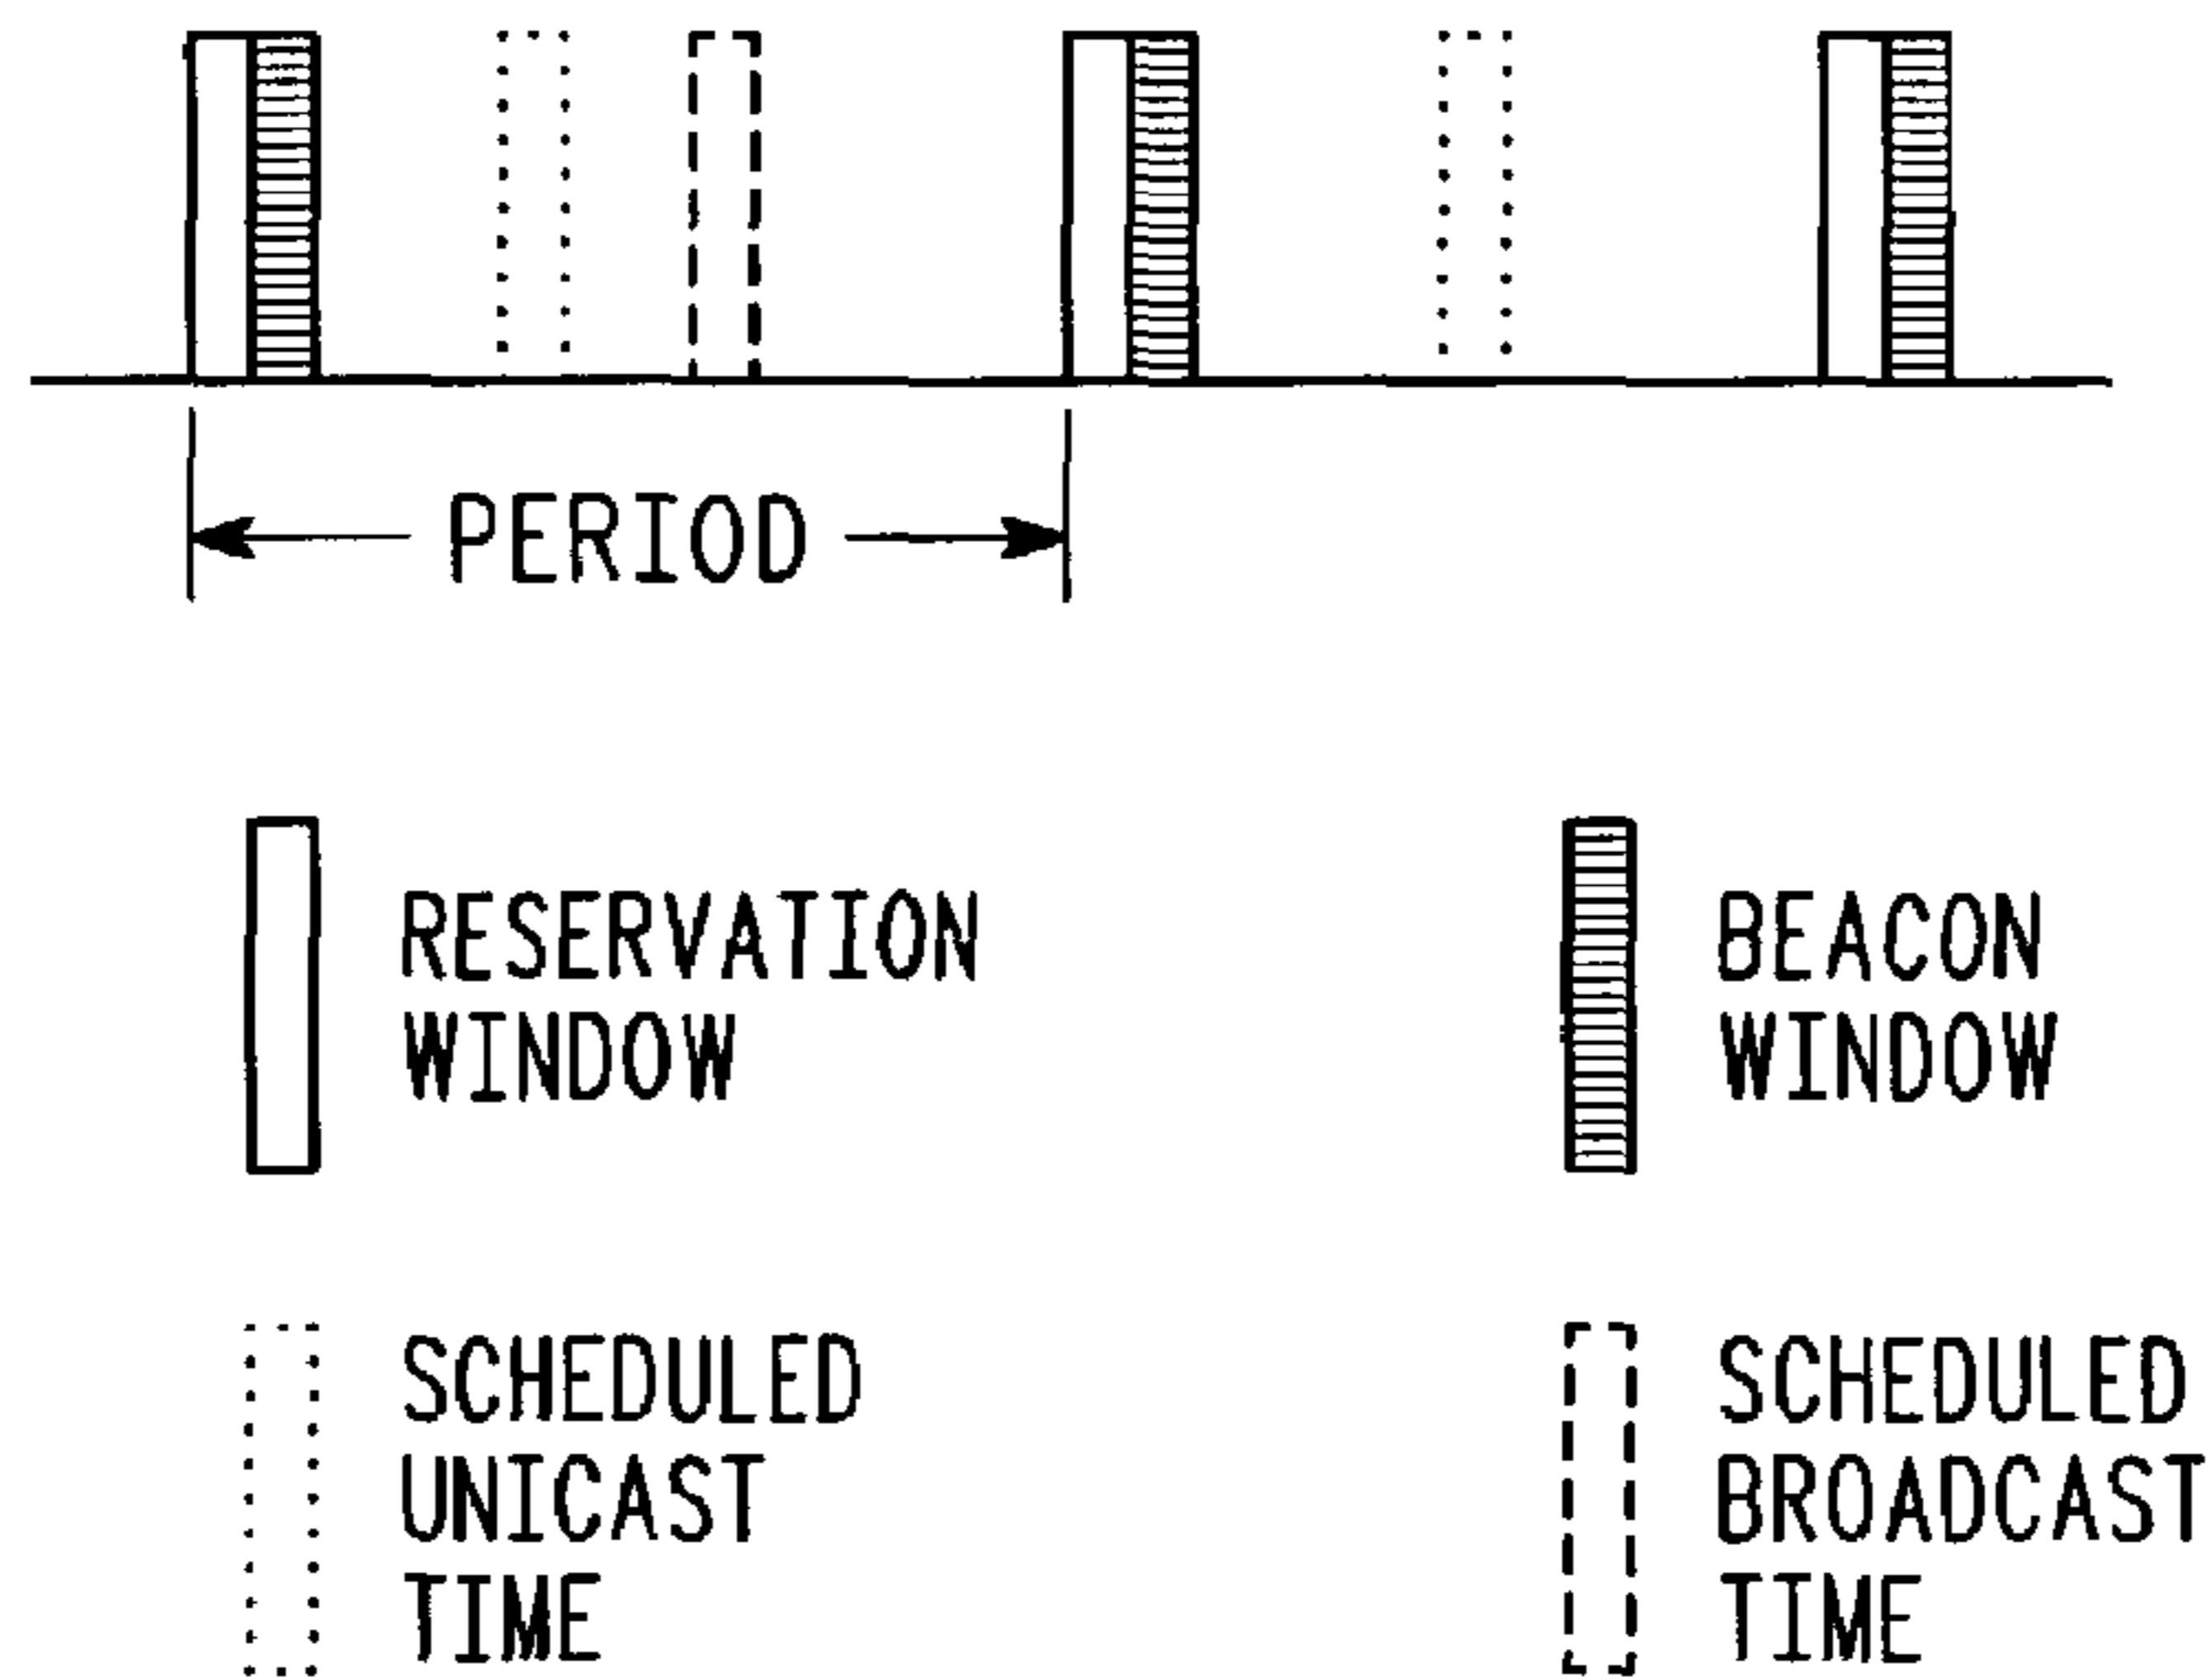 PERIOD
RESERVATION
WINDOW
BEACON
WINDOW
SCHEDULED
UNICAST
TIME
SCHEDULED
BROADCAST
TIME